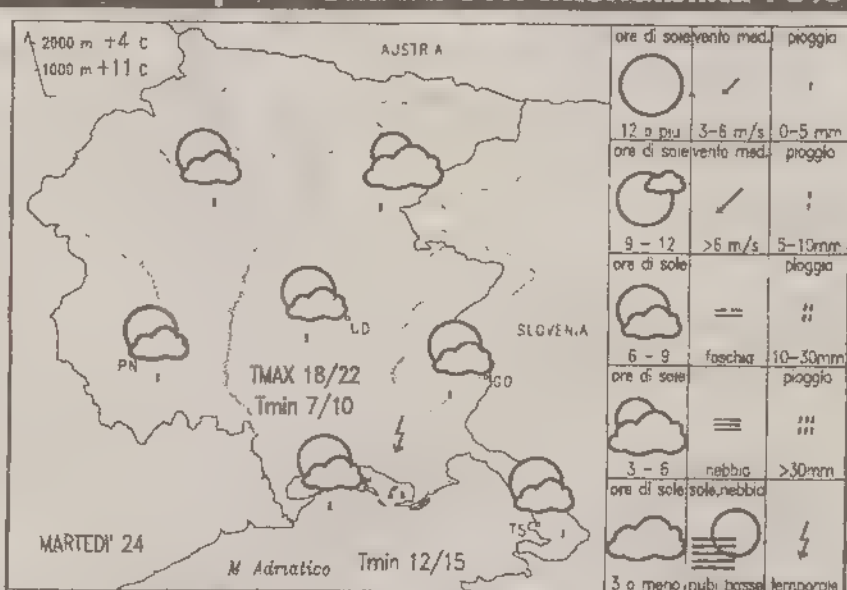 2000 m +4 C
1000 m +11 C
AUSTRIA
SLOVENIA
UD
PN
GO
TMAX 18/22
Tmin 7/10
TS
MARTEDI' 24
M Adriatico
Tmin 12/15
ore di sole vento med. pioggia
12 o piu 3-6 m/s 0-5 mm
ore di sole vento med. pioggia
9 - 12 >6 m/s 5-10mm
ore di sole pioggia
6 - 9 foschia 10-30mm
ore di sole pioggia
3 - 6 nebbia >30mm
ore di sole sole,nebbia
3 o meno nubi basse temporale